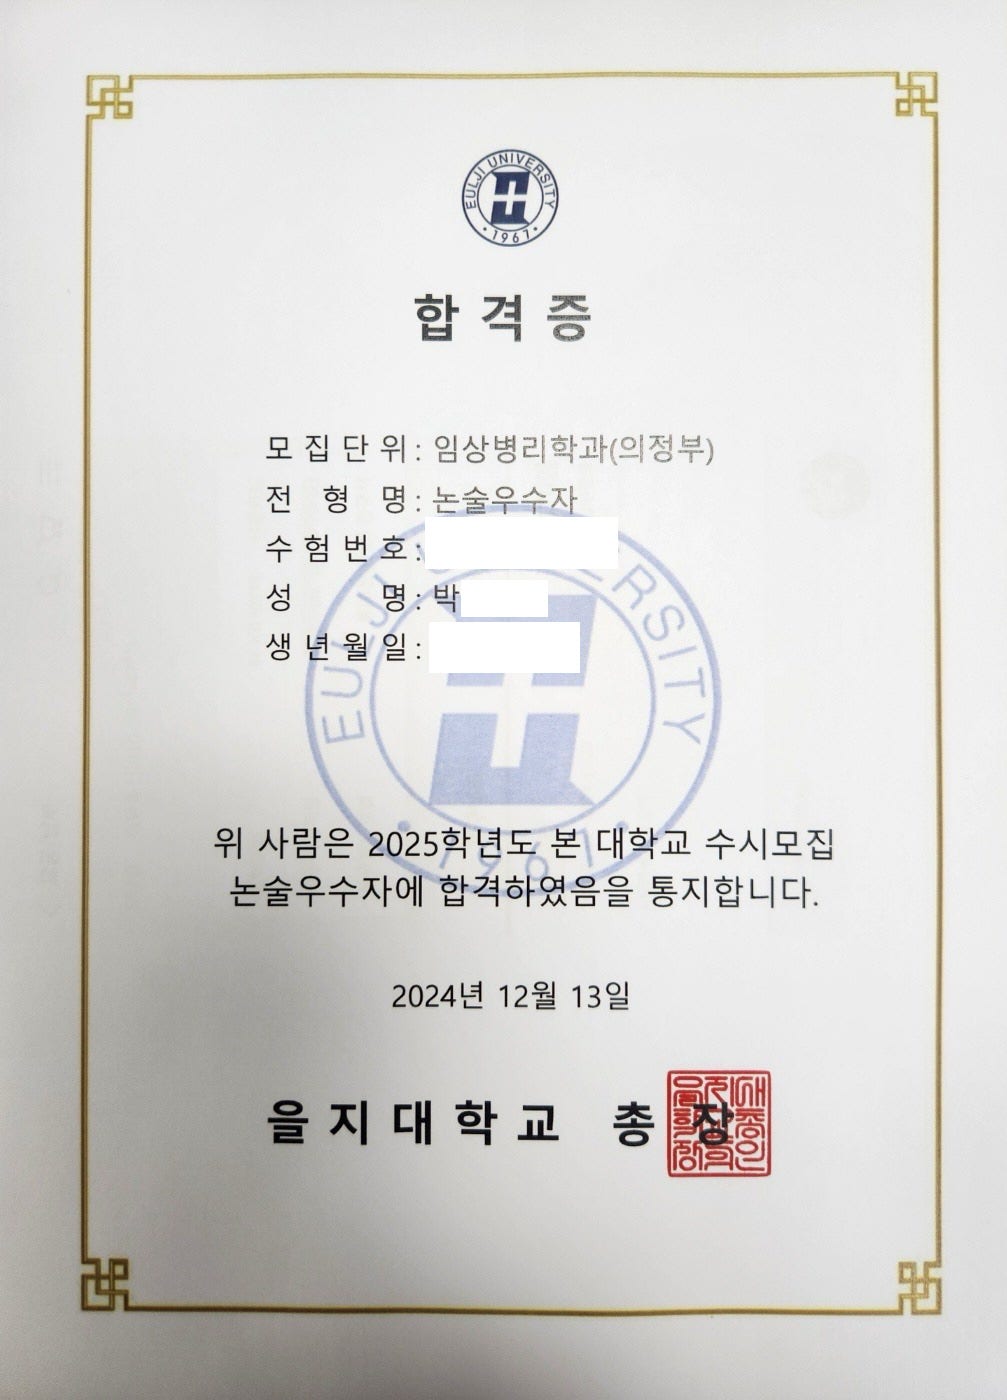 EULJI UNIVERSITY
1967
합격증
모집단위: 임상병리학과(의정부)
전형명: 논술우수자
수험번호:
성명: 박
생년월일:
위 사람은 2025학년도 본 대학교 수시모집
논술우수자에 합격하였음을 통지합니다.
2024년 12월 13일
을지대학교 총장